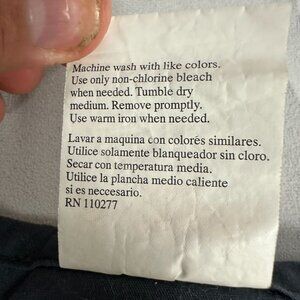 Machine wash with like colors.
Use only non-chlorine bleach
when needed. Tumble dry
medium. Remove promptly.
Use warm iron when needed.
Lavar a maquina con colores similares.
Utilice solamente blanqueador sin cloro.
Secar con temperatura media.
Utilice la plancha medio caliente
si es neccesario.
RN 110277